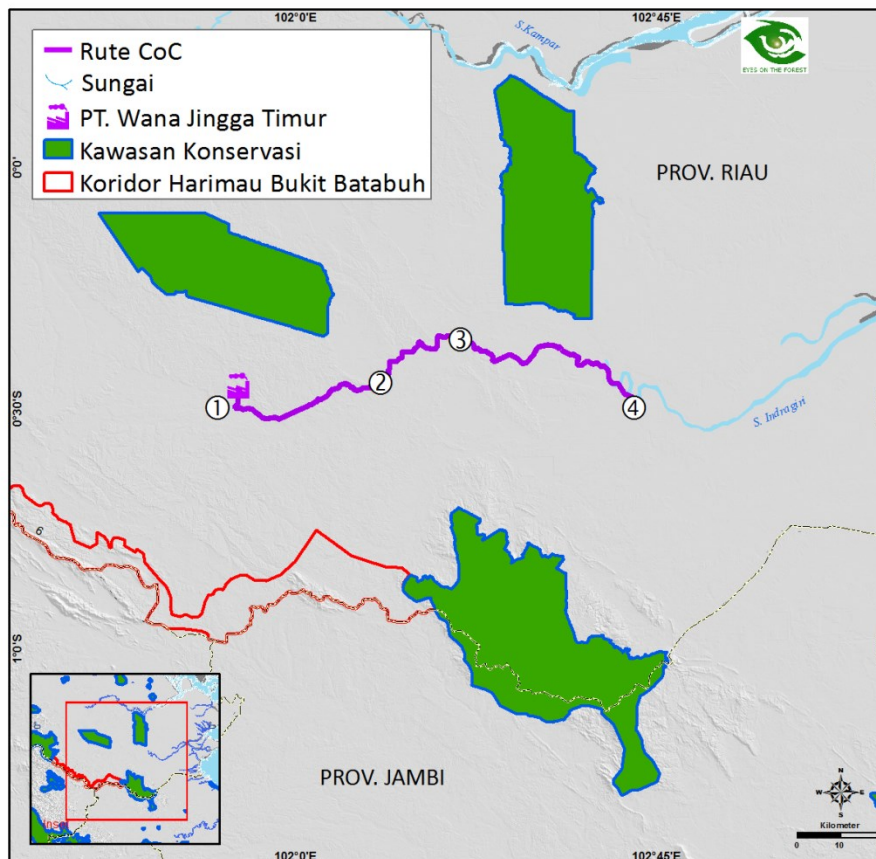 102°0'E
102°45'E
S.Kampar
EYES ON THE FOREST
Rute CoC
Sungai
PT. Wana Jingga Timur
Kawasan Konservasi
Koridor Harimau Bukit Batabuh
0°0'
PROV. RIAU
3
2
1
4
0°30'S
S. Indragiri
6
1°0'S
PROV. JAMBI
N
W
E
S
Kilometer
0
10
102°0'E
102°45'E